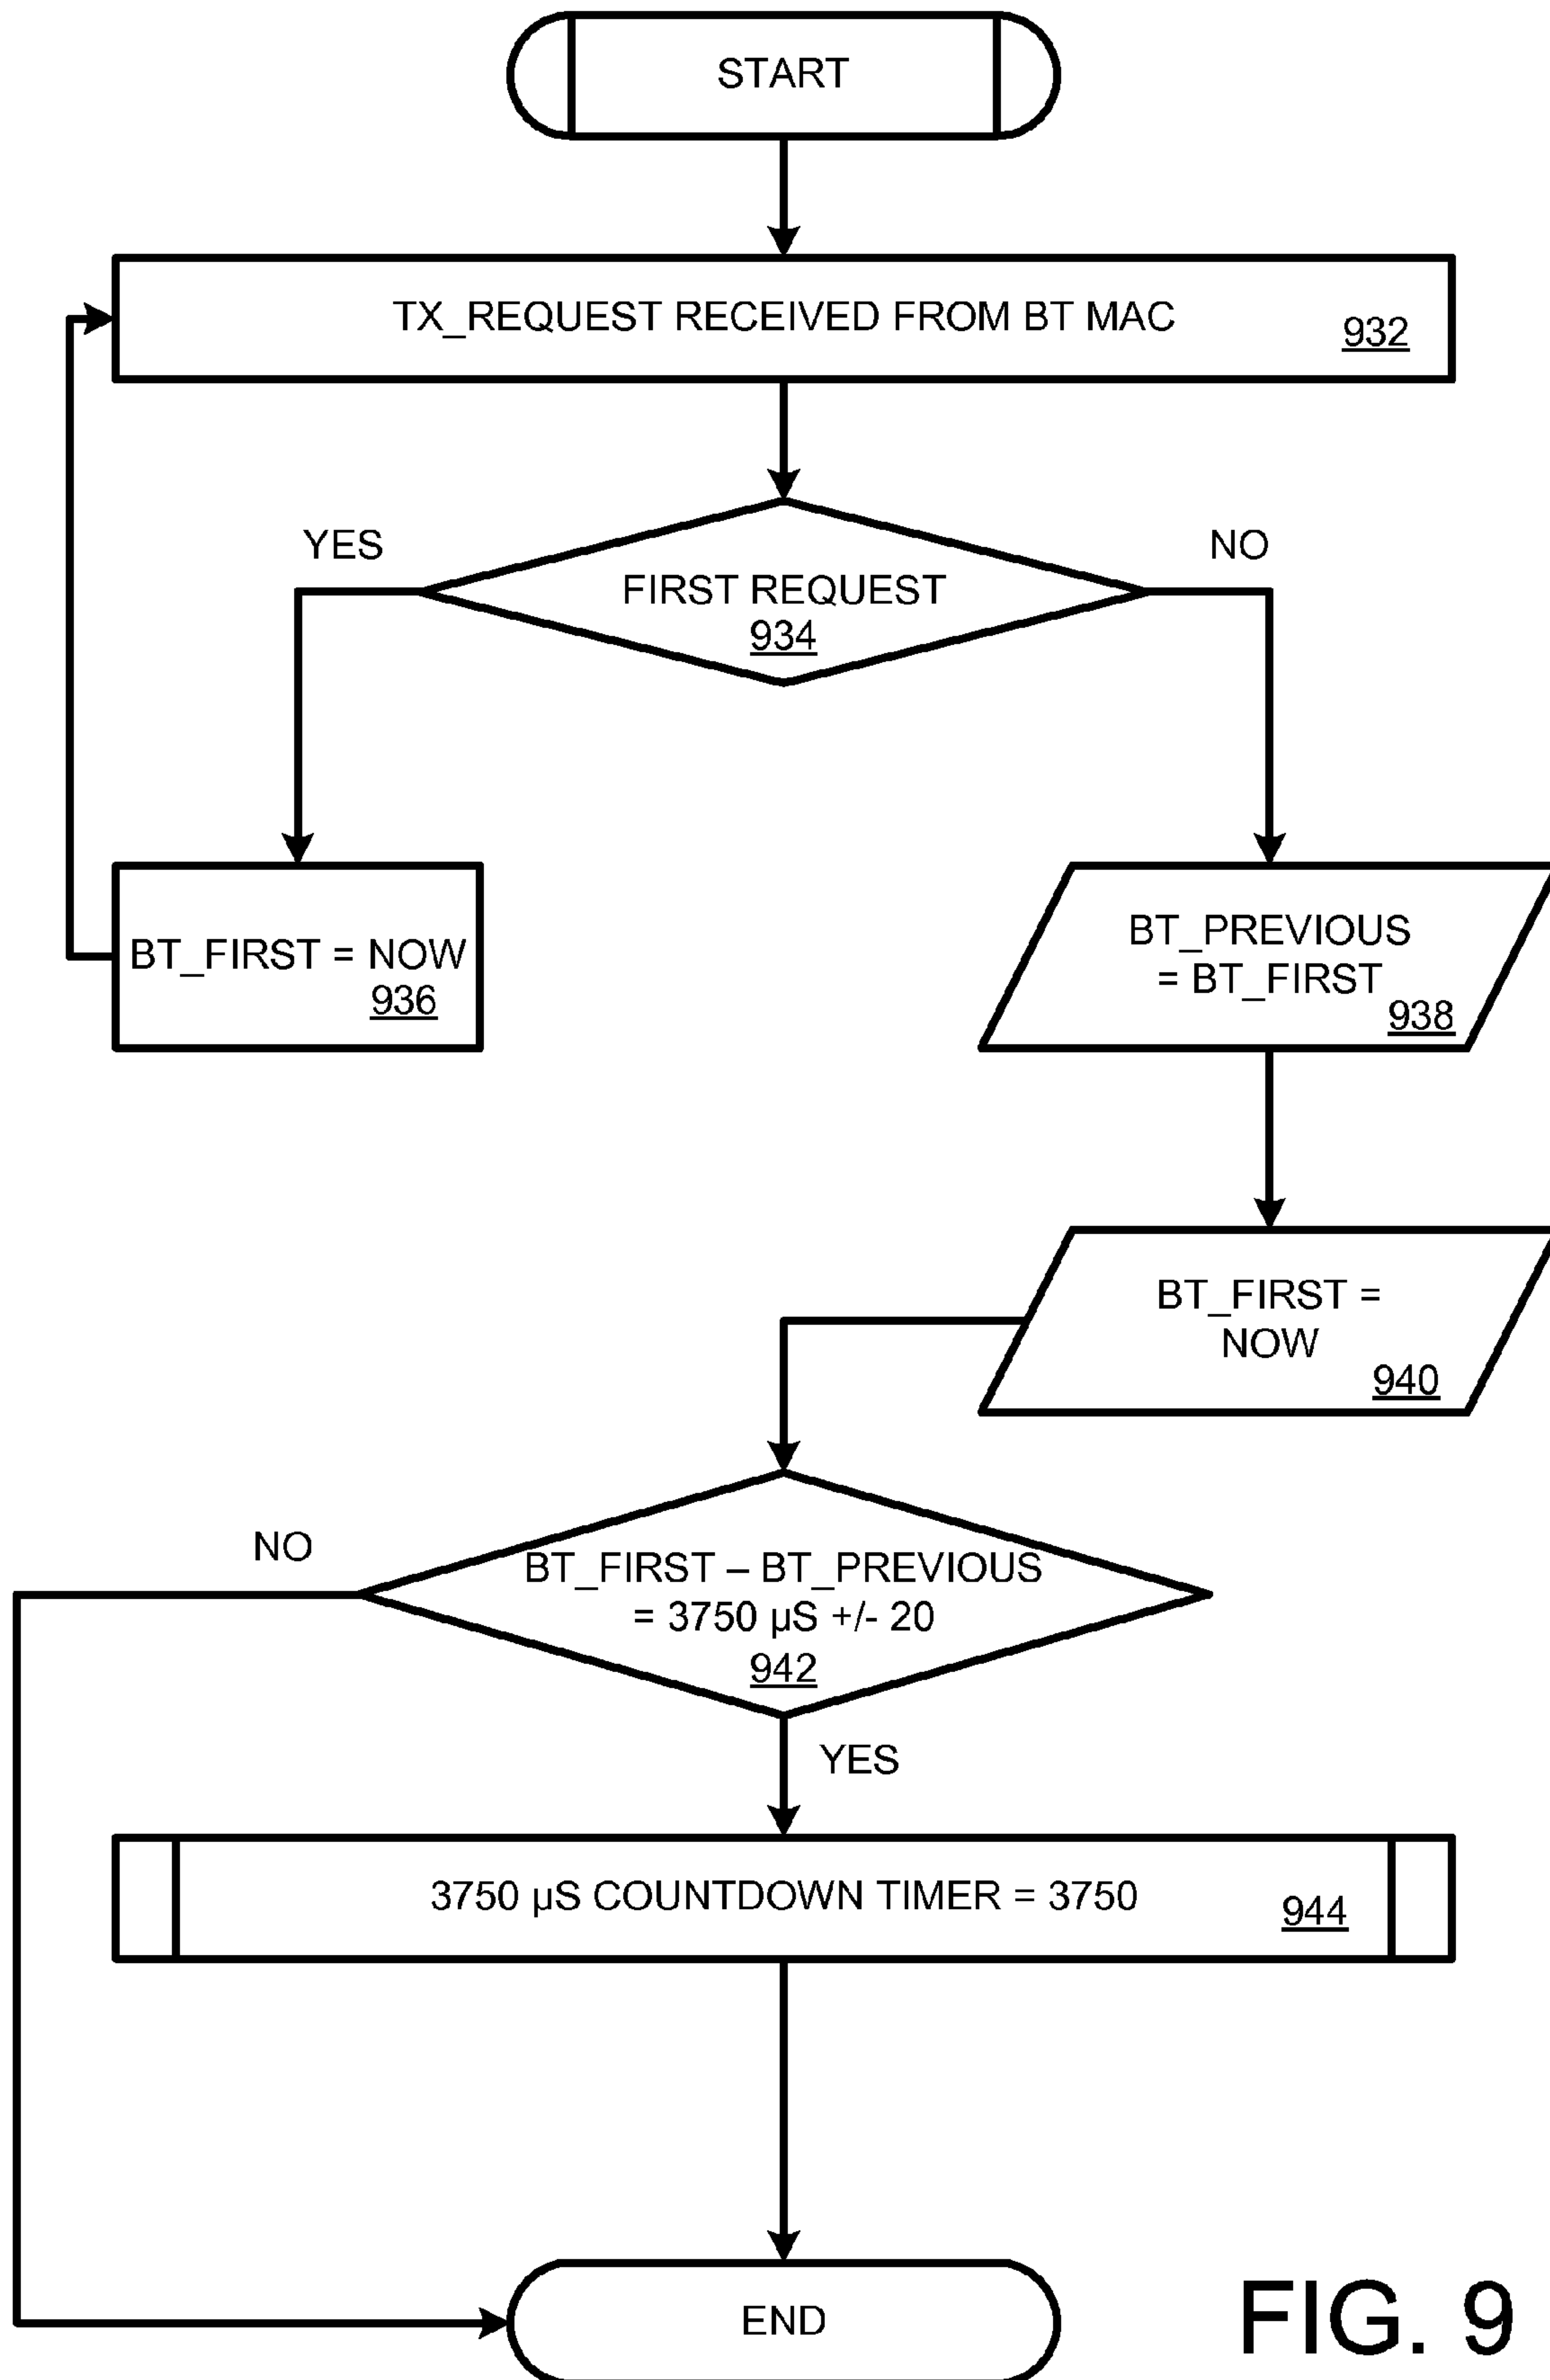 START
TX_REQUEST RECEIVED FROM BT MAC
932
YES
NO
FIRST REQUEST
934
BT_FIRST = NOW
936
BT_PREVIOUS
= BT_FIRST
938
BT_FIRST =
NOW
940
NO
BT_FIRST – BT_PREVIOUS
= 3750 µS +/- 20
942
YES
3750 µS COUNTDOWN TIMER = 3750
944
END
FIG. 9